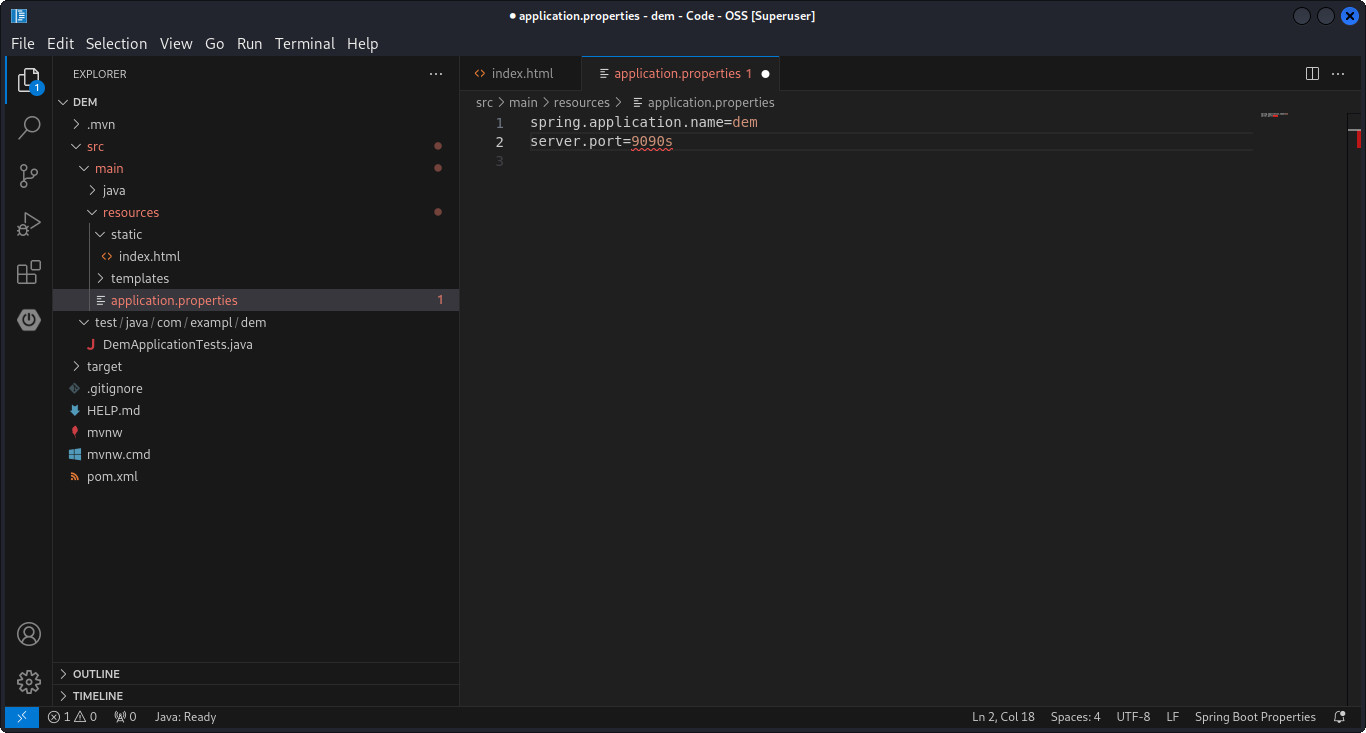 ● application.properties - dem - Code - OSS [Superuser]
File Edit Selection View Go Run Terminal Help
1
EXPLORER
DEM
.mvn
src
main
java
resources
static
index.html
templates
application.properties 1
test/java/com/exampl/dem
DemApplicationTests.java
target
.gitignore
HELP.md
mvnw
mvnw.cmd
pom.xml
OUTLINE
TIMELINE
index.html application.properties 1
src > main > resources > application.properties
1 spring.application.name=dem
2 server.port=9090s
3
1 0 0 Java: Ready Ln 2, Col 18 Spaces: 4 UTF-8 LF Spring Boot Properties